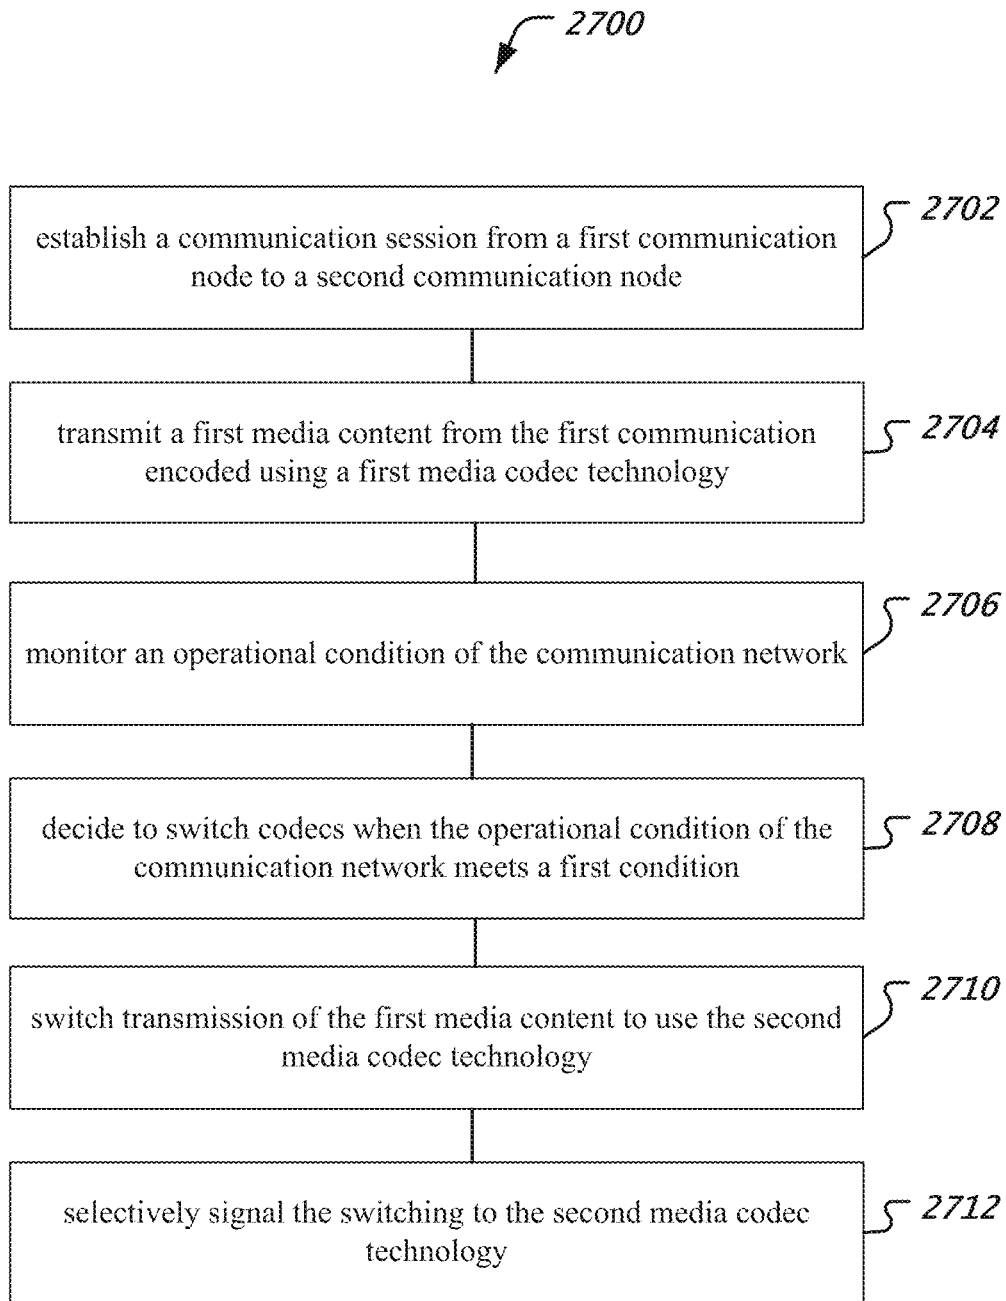 2700
establish a communication session from a first communication
node to a second communication node
2702
transmit a first media content from the first communication
encoded using a first media codec technology
2704
monitor an operational condition of the communication network
2706
decide to switch codecs when the operational condition of the
communication network meets a first condition
2708
switch transmission of the first media content to use the second
media codec technology
2710
selectively signal the switching to the second media codec
technology
2712